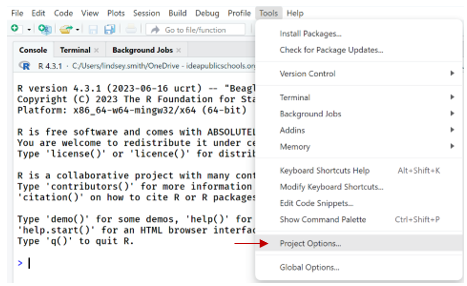 File Edit Code View Plots Session Build Debug Profile Tools Help
Go to file/function
Console Terminal Background Jobs
R 4.3.1 · C:/Users/lindsey.smith/OneDrive - ideapublicschools.org
R version 4.3.1 (2023-06-16 ucrt) -- "Beag
Copyright (C) 2023 The R Foundation for Sta
Platform: x86_64-w64-mingw32/x64 (64-bit)
R is free software and comes with ABSOLUTEL
You are welcome to redistribute it under ce
Type 'license()' or 'licence()' for distrib
R is a collaborative project with many cont
Type 'contributors()' for more information
'citation()' on how to cite R or R packages
Type 'demo()' for some demos, 'help()' for
'help.start()' for an HTML browser interfac
Type 'q()' to quit R.
>
Install Packages...
Check for Package Updates...
Version Control
Terminal
Background Jobs
Addins
Memory
Keyboard Shortcuts Help Alt+Shift+K
Modify Keyboard Shortcuts...
Edit Code Snippets...
Show Command Palette Ctrl+Shift+P
Project Options...
Global Options...